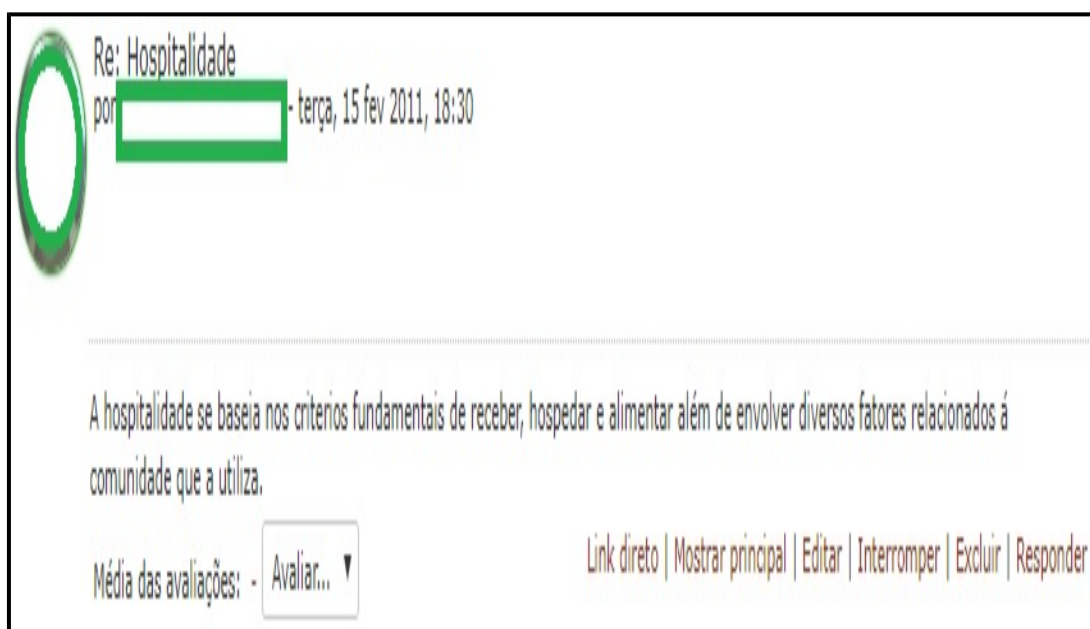 Re: Hospitalidade
por - terça, 15 fev 2011, 18:30
A hospitalidade se baseia nos criterios fundamentais de receber, hospedar e alimentar além de envolver diversos fatores relacionados á
comunidade que a utiliza.
Média das avaliações: - Avaliar... Link direto | Mostrar principal | Editar | Interromper | Excluir | Responder